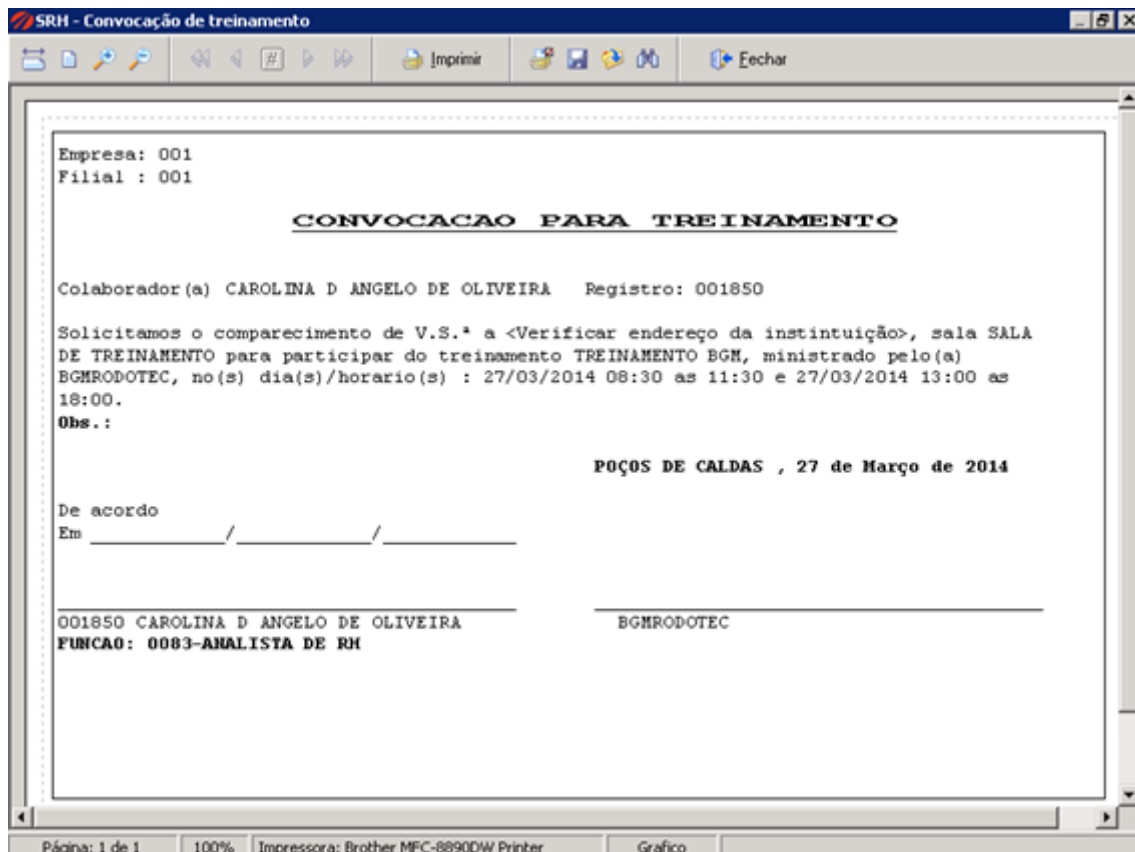 SRH - Convocação de treinamento
Imprimir
Fechar
Empresa: 001
Filial : 001
CONVOCACAO PARA TREINAMENTO
Colaborador(a) CAROLINA D ANGELO DE OLIVEIRA Registro: 001850
Solicitamos o comparecimento de V.S.ª a <Verificar endereço da instintuição>, sala SALA
DE TREINAMENTO para participar do treinamento TREINAMENTO BGM, ministrado pelo(a)
BGMRODOTEC, no(s) dia(s)/horario(s) : 27/03/2014 08:30 as 11:30 e 27/03/2014 13:00 as
18:00.
Obs.:
POÇOS DE CALDAS , 27 de Março de 2014
De acordo
Em ___________/___________/___________
001850 CAROLINA D ANGELO DE OLIVEIRA BGMRODOTEC
FUNCAO: 0083-ANALISTA DE RH
Página: 1 de 1 100% Impressora: Brother MFC-8890DW Printer Grafico